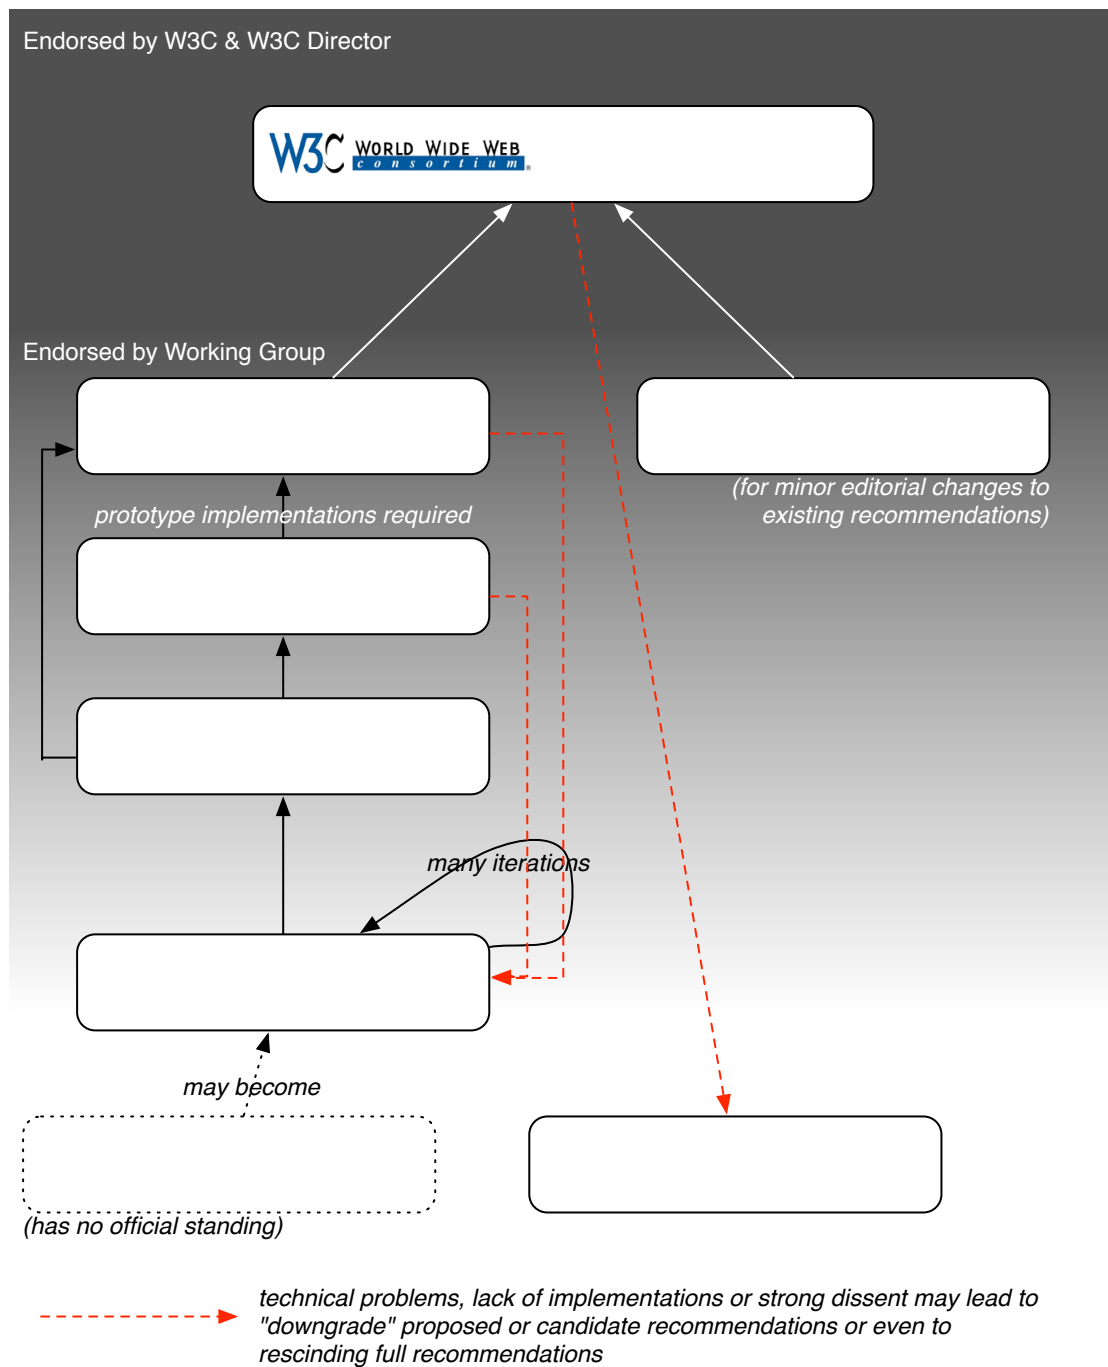 Endorsed by W3C & W3C Director
W3C WORLD WIDE WEB
consortium®
Endorsed by Working Group
(for minor editorial changes to
existing recommendations)
prototype implementations required
many iterations
may become
(has no official standing)
technical problems, lack of implementations or strong dissent may lead to
"downgrade" proposed or candidate recommendations or even to
rescinding full recommendations